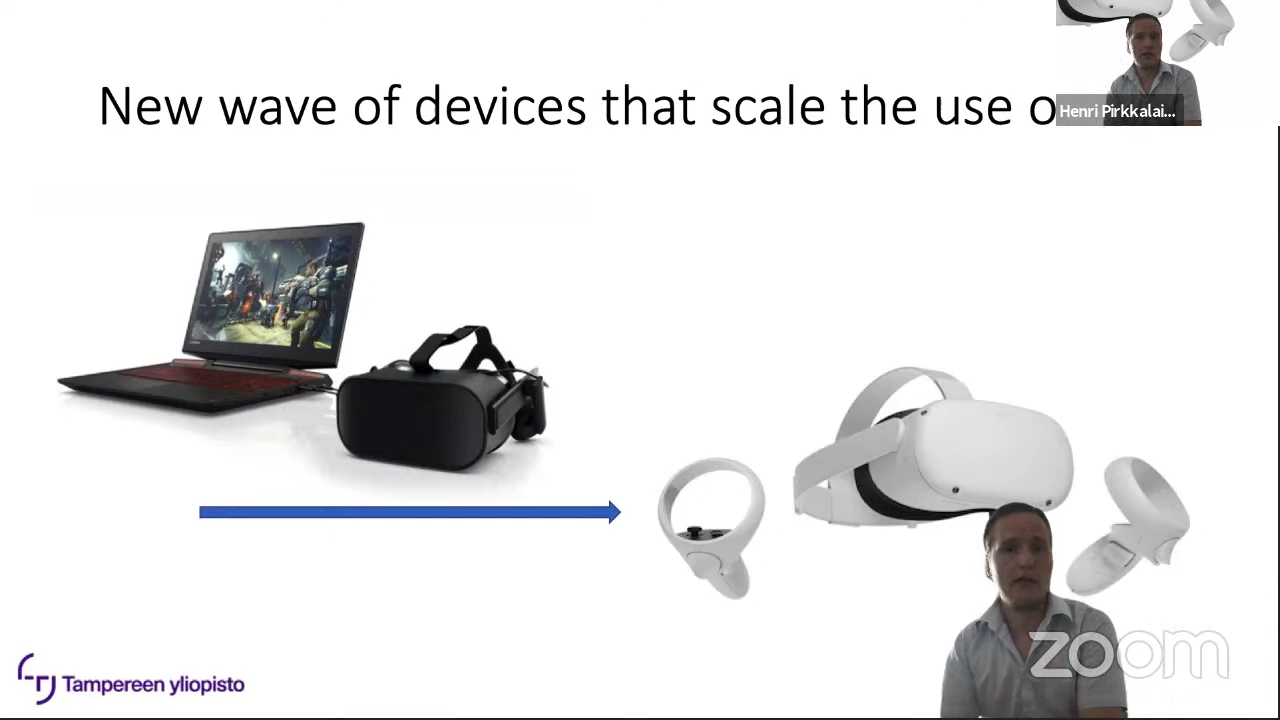 New wave of devices that scale the use o
Henri Pirkkalai...
zoom
Tampereen yliopisto